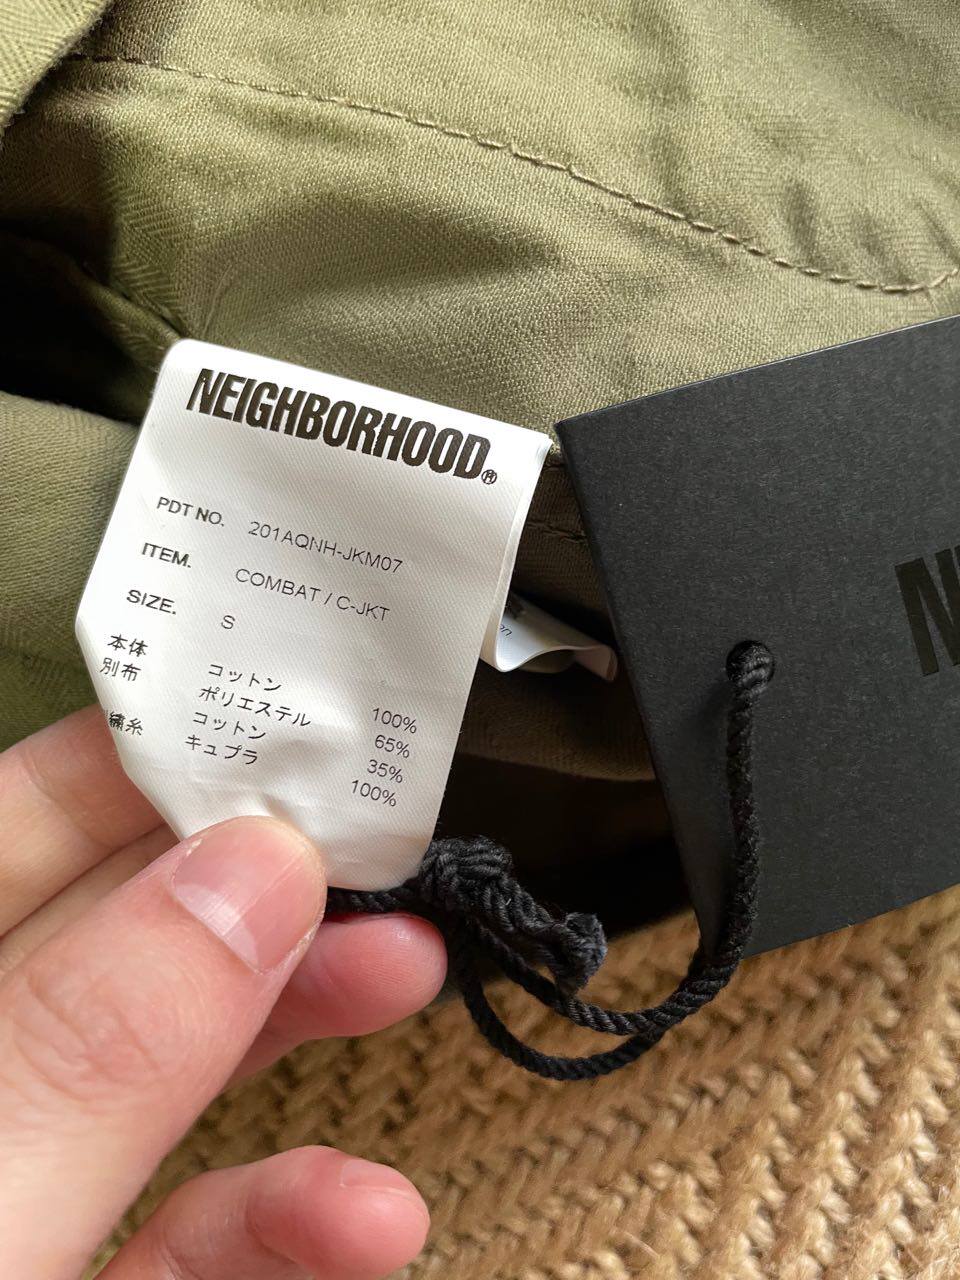 NEIGHBORHOOD®
PDT NO. 201AQNH-JKM07
ITEM. COMBAT / C-JKT
SIZE. S
本体 コットン 100%
別布 ポリエステル 65%
コットン 35%
繍糸 キュプラ 100%
N